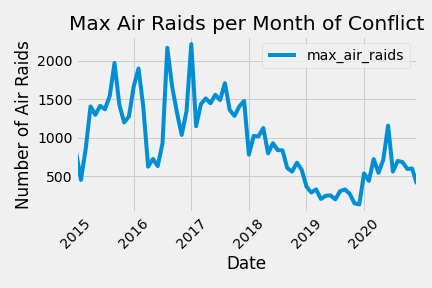 Max Air Raids per Month of Conflict
max_air_raids
Number of Air Raids
2000
1500
1000
500
2015
2016
2017
2018
2019
2020
Date